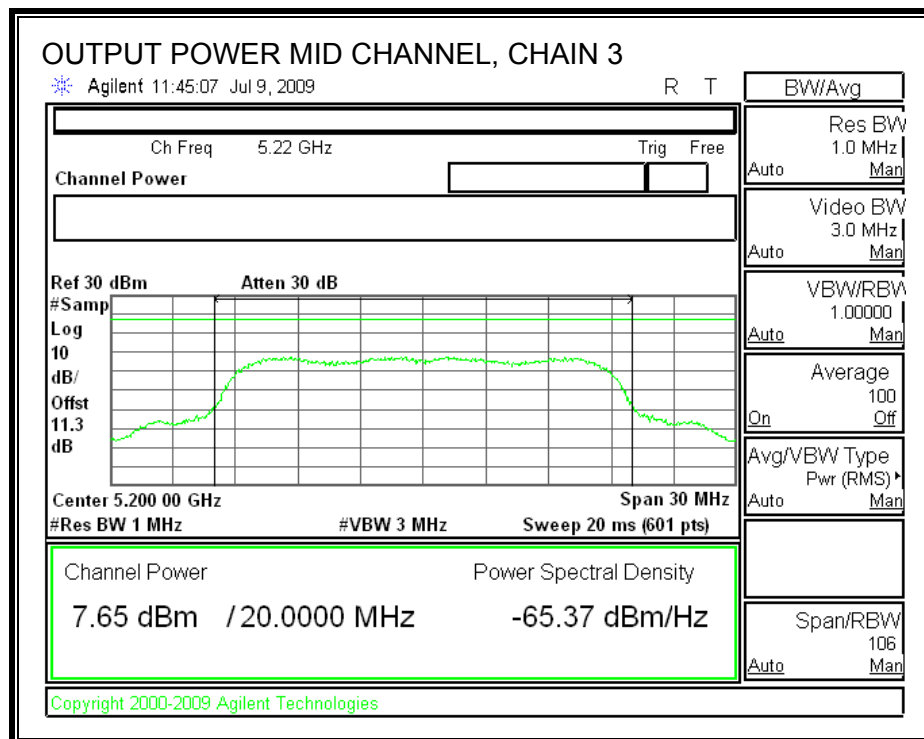 OUTPUT POWER MID CHANNEL, CHAIN 3
Agilent 11:45:07 Jul 9, 2009 R T
Ch Freq 5.22 GHz Trig Free
Channel Power
Ref 30 dBm Atten 30 dB
#Samp
Log
10
dB/
Offst
11.3
dB
Center 5.200 00 GHz Span 30 MHz
#Res BW 1 MHz #VBW 3 MHz Sweep 20 ms (601 pts)
Channel Power Power Spectral Density
7.65 dBm / 20.0000 MHz -65.37 dBm/Hz
Copyright 2000-2009 Agilent Technologies
BW/Avg
Res BW
1.0 MHz
Auto Man
Video BW
3.0 MHz
Auto Man
VBW/RBW
1.00000
Auto Man
Average
100
On Off
Avg/VBW Type
Pwr (RMS)
Auto Man
Span/RBW
106
Auto Man